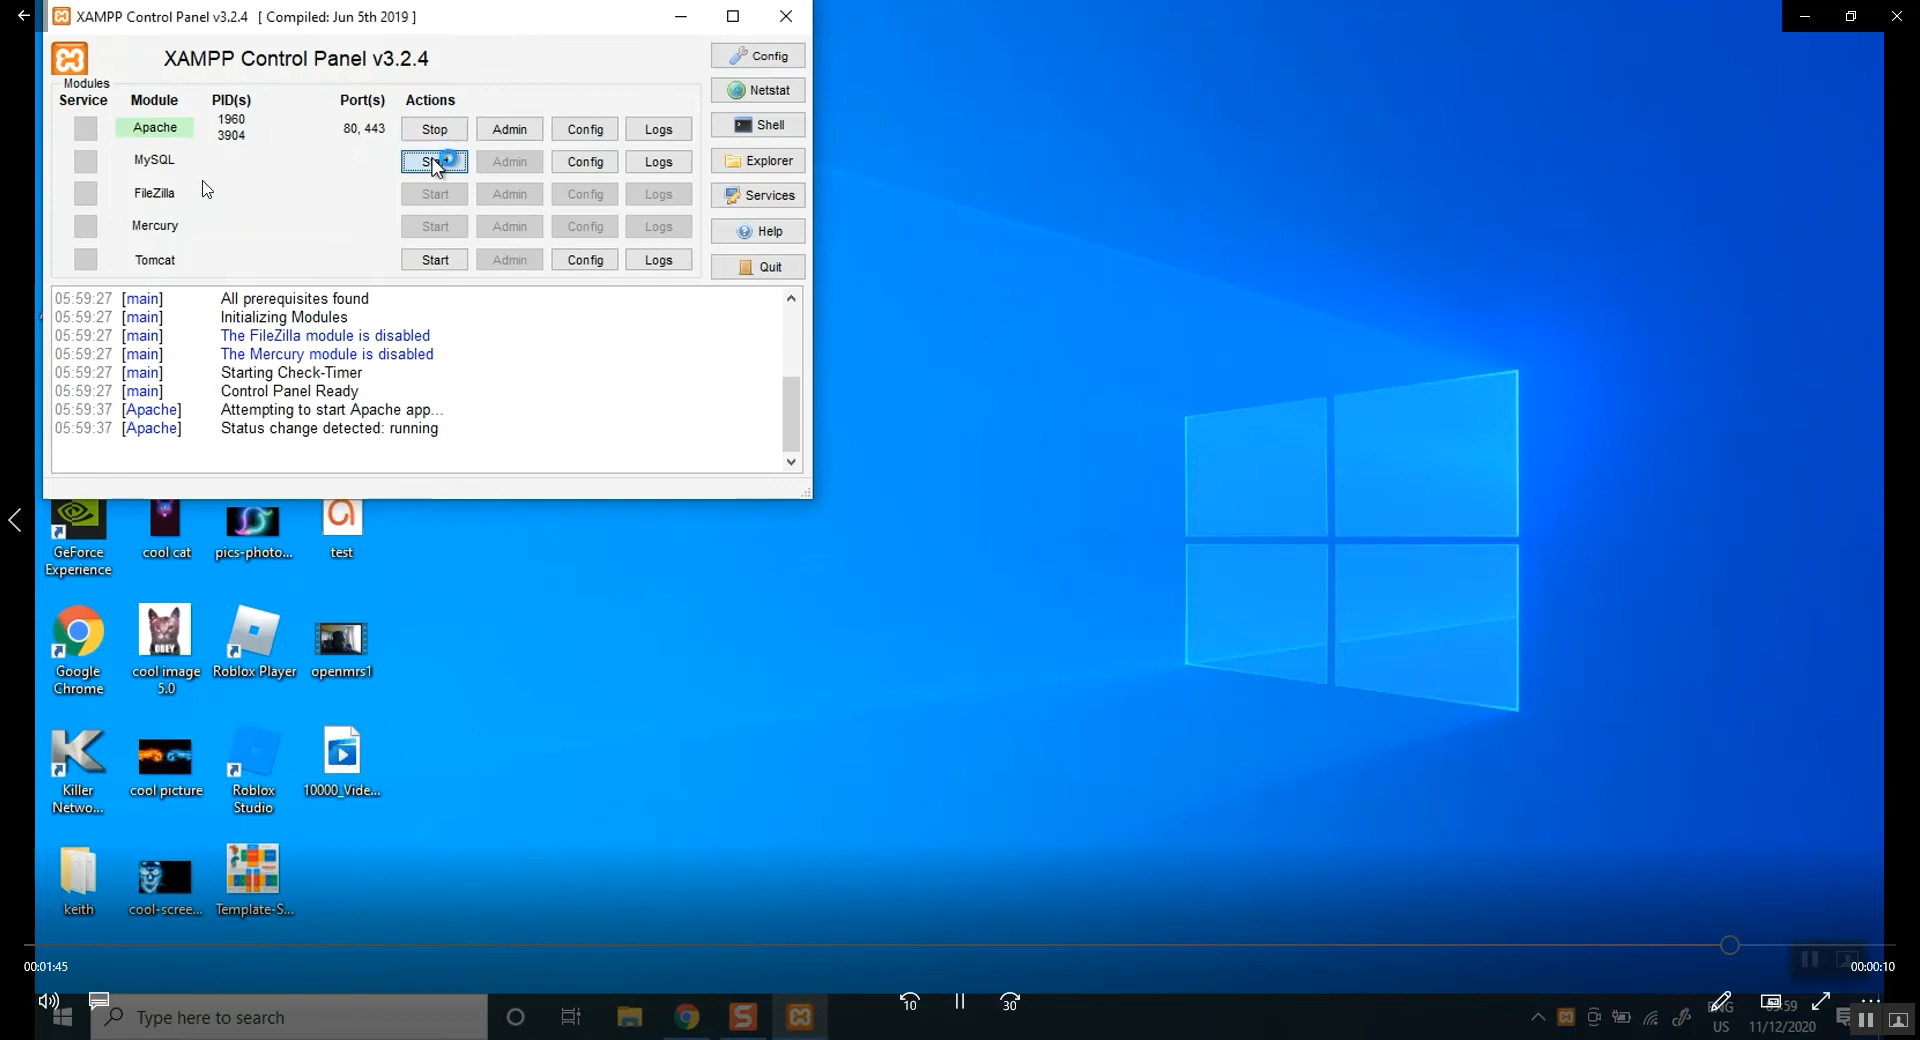 XAMPP Control Panel v3.2.4 [ Compiled: Jun 5th 2019 ]
XAMPP Control Panel v3.2.4
Config
Modules
Service Module PID(s) Port(s) Actions
Netstat
Apache 1960 3904 80, 443 Stop Admin Config Logs
Shell
MySQL Admin Config Logs
Explorer
FileZilla Start Admin Config Logs
Services
Mercury Start Admin Config Logs
Help
Tomcat Start Admin Config Logs
Quit
05:59:27 [main] All prerequisites found
05:59:27 [main] Initializing Modules
05:59:27 [main] The FileZilla module is disabled
05:59:27 [main] The Mercury module is disabled
05:59:27 [main] Starting Check-Timer
05:59:27 [main] Control Panel Ready
05:59:37 [Apache] Attempting to start Apache app...
05:59:37 [Apache] Status change detected: running
GeForce Experience
cool cat
pics-photo...
test
Google Chrome
cool image 5.0
OBEY
Roblox Player
openmrs1
Killer Netwo...
cool picture
Roblox Studio
10000_Vide...
keith
cool-scree...
Template-S...
00:01:45
00:00:10
Type here to search
10
30
US
11/12/2020